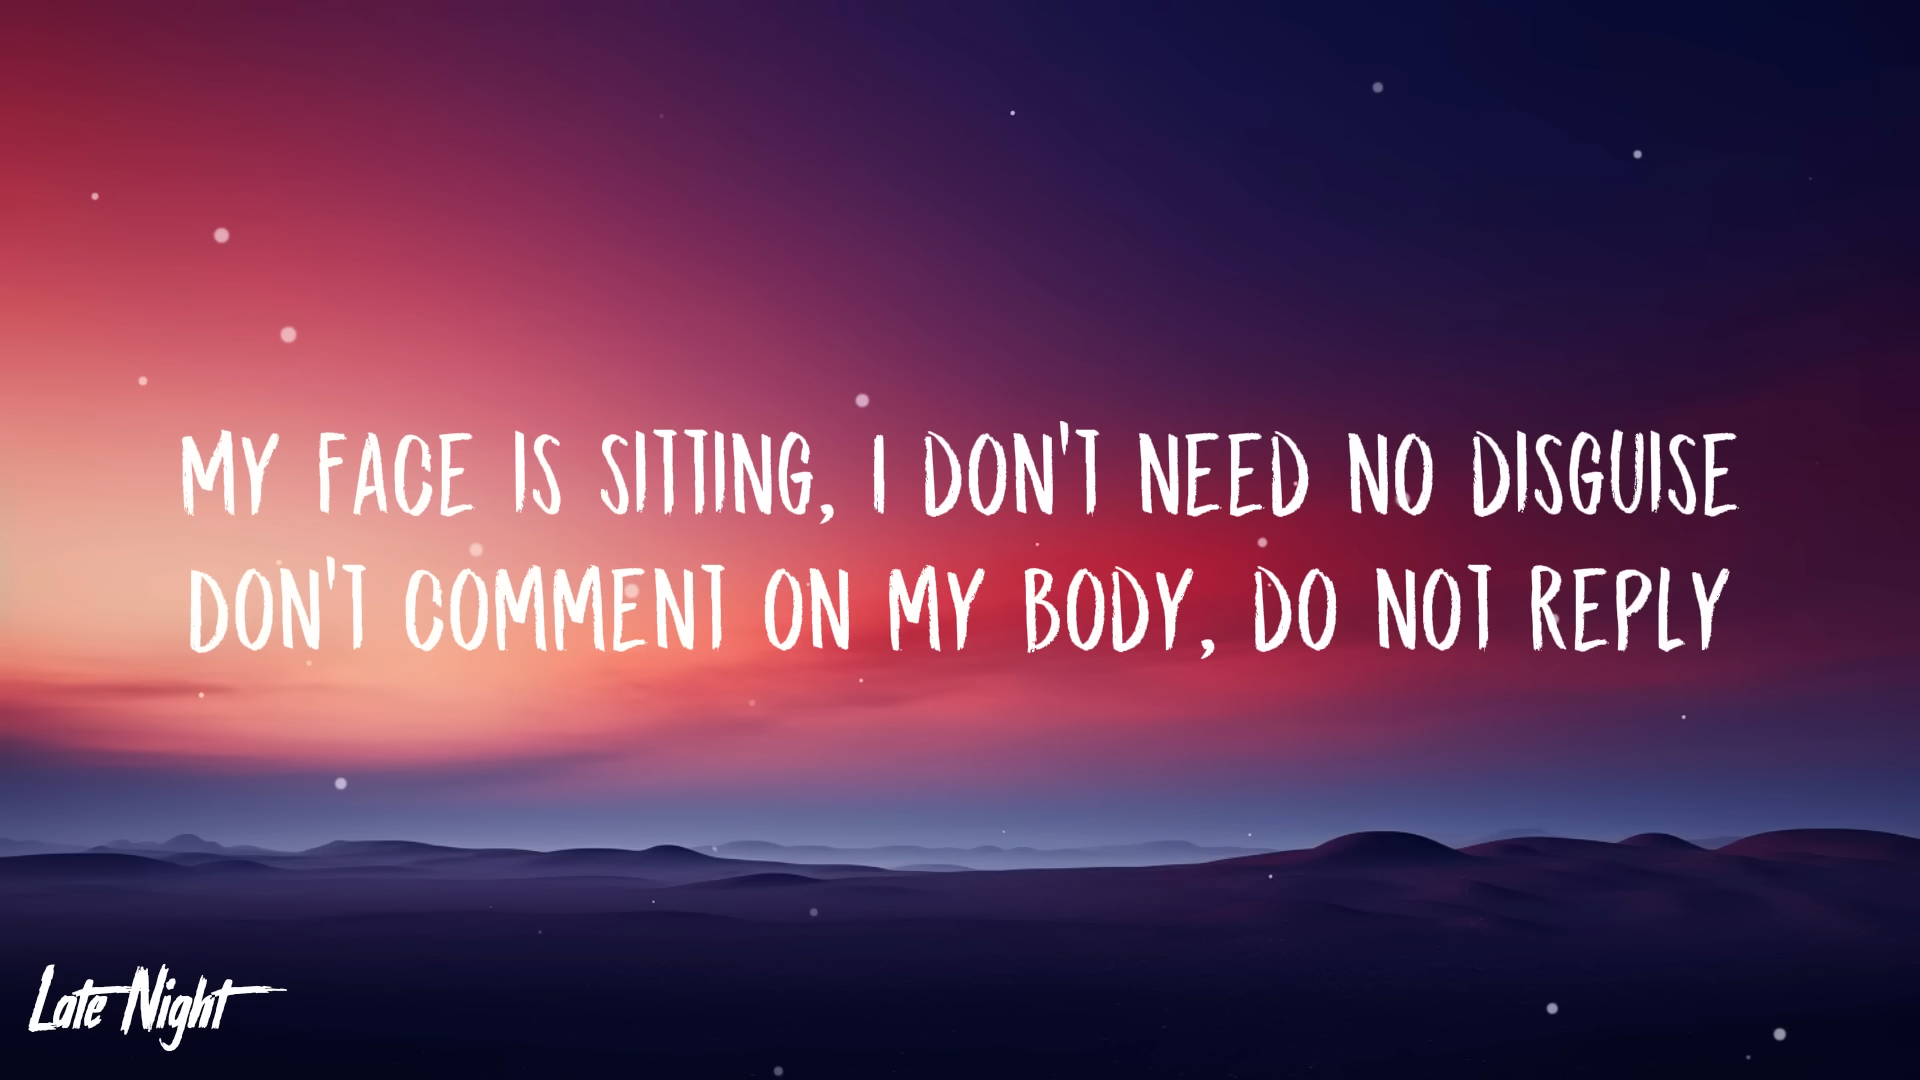 MY FACE IS SITTING, I DON'T NEED NO DISGUISE
DON'T COMMENT ON MY BODY, DO NOT REPLY
Late Night